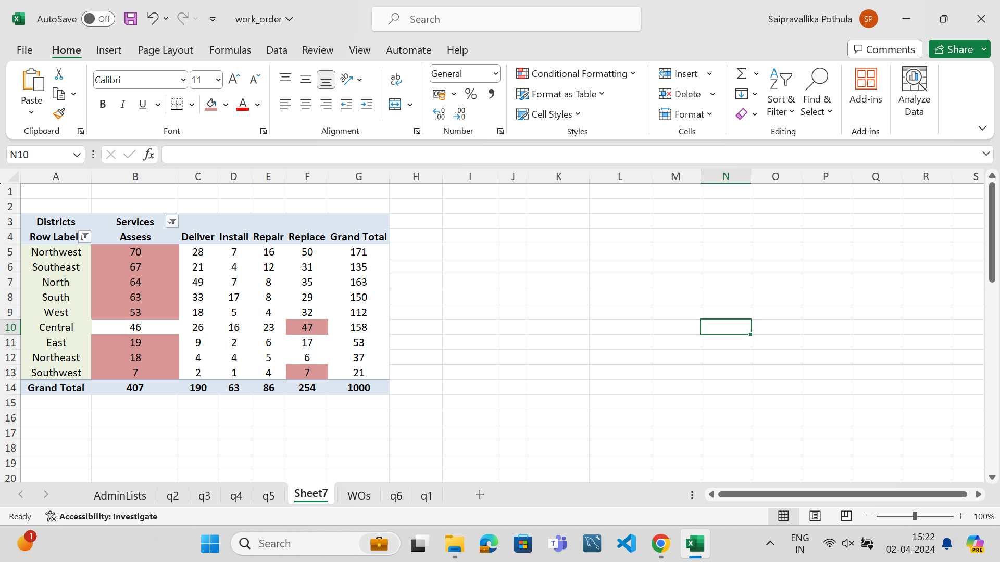 AutoSave Off work_order Search Saipravallika Pothula SP
File Home Insert Page Layout Formulas Data Review View Automate Help Comments Share
Paste
Calibri 11
B I U A
ab
General
% 9
Conditional Formatting
Format as Table
Cell Styles
Insert
Delete
Format
Sort & Filter
Find & Select
Add-ins
Analyze Data
Clipboard Font Alignment Number Styles Cells Editing Add-ins
N10 fx
A B C D E F G H I J K L M N O P Q R S
1
2
3 Districts Services
4 Row Label Assess Deliver Install Repair Replace Grand Total
5 Northwest 70 28 7 16 50 171
6 Southeast 67 21 4 12 31 135
7 North 64 49 7 8 35 163
8 South 63 33 17 8 29 150
9 West 53 18 5 4 32 112
10 Central 46 26 16 23 47 158
11 East 19 9 2 6 17 53
12 Northeast 18 4 4 5 6 37
13 Southwest 7 2 1 4 7 21
14 Grand Total 407 190 63 86 254 1000
15
16
17
18
19
20
AdminLists q2 q3 q4 q5 Sheet7 WOs q6 q1
Ready Accessibility: Investigate 100%
1 Search ENG IN 15:22 02-04-2024 PRE